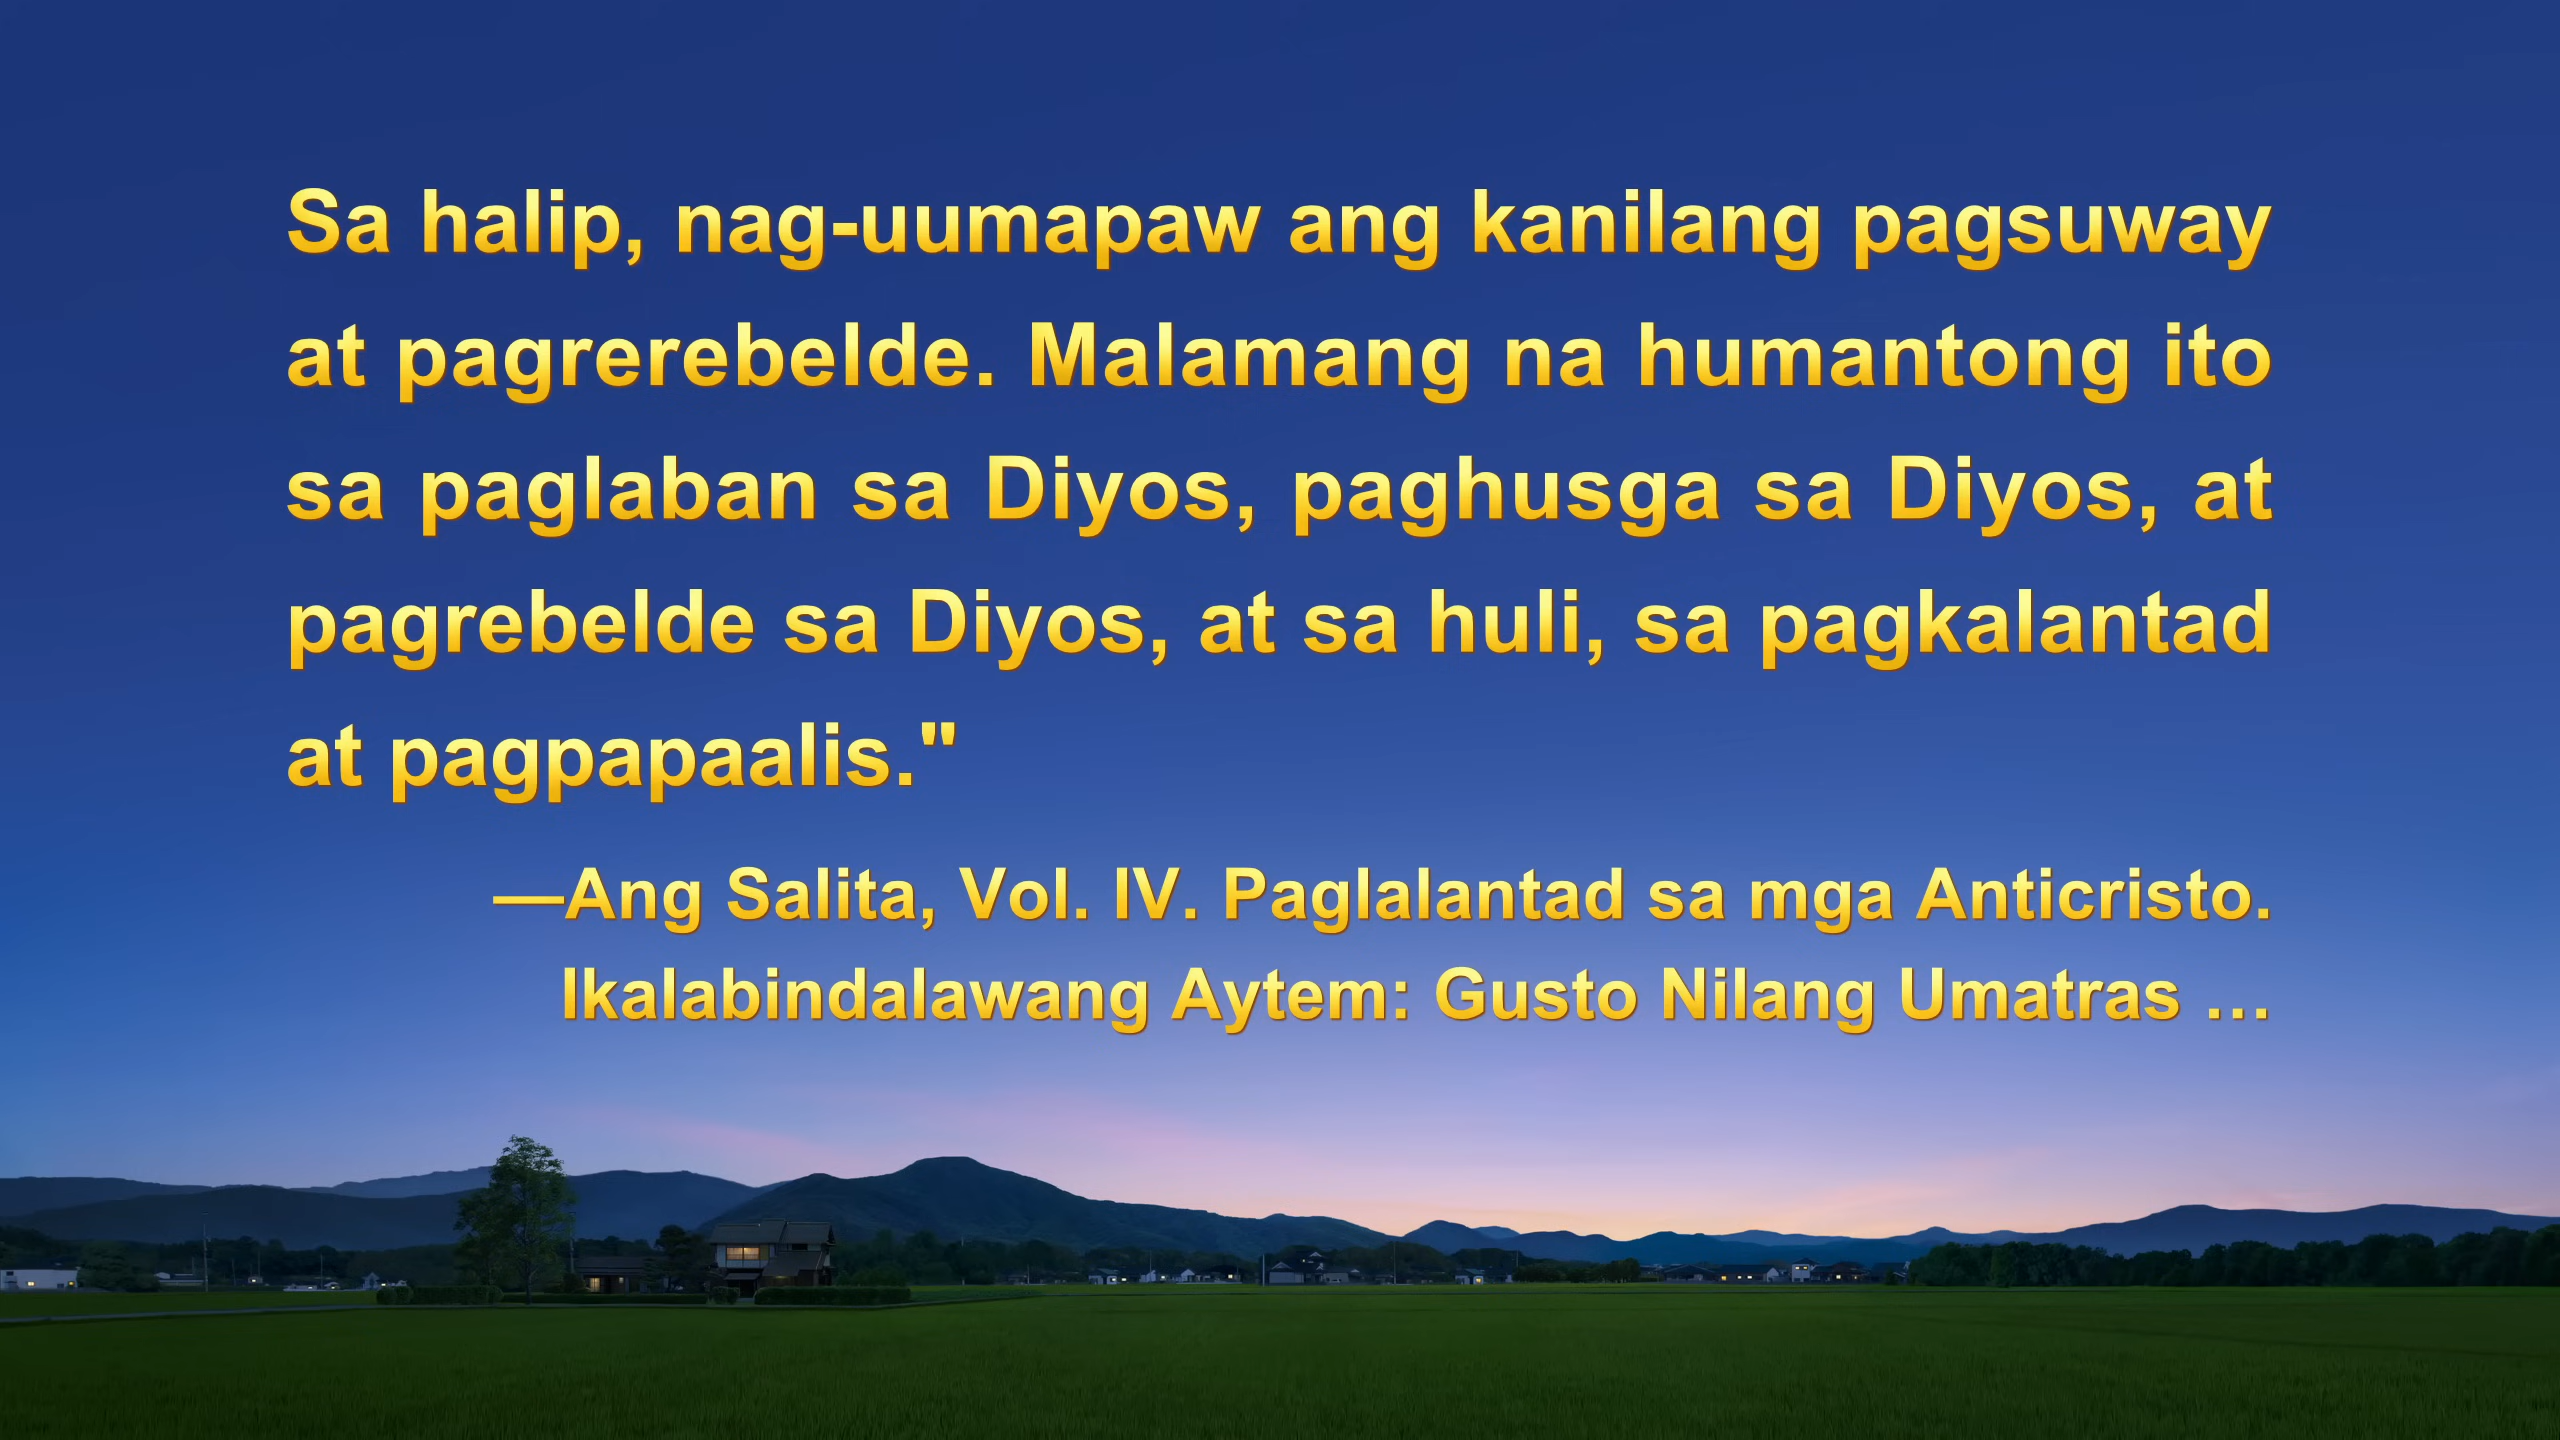 Sa halip, nag-uumapaw ang kanilang pagsuway
at pagrerebelde. Malamang na humantong ito
sa paglaban sa Diyos, paghusga sa Diyos, at
pagrebelde sa Diyos, at sa huli, sa pagkalantad
at pagpapaalis."
—Ang Salita, Vol. IV. Paglalantad sa mga Anticristo.
Ikalabindalawang Aytem: Gusto Nilang Umatras …